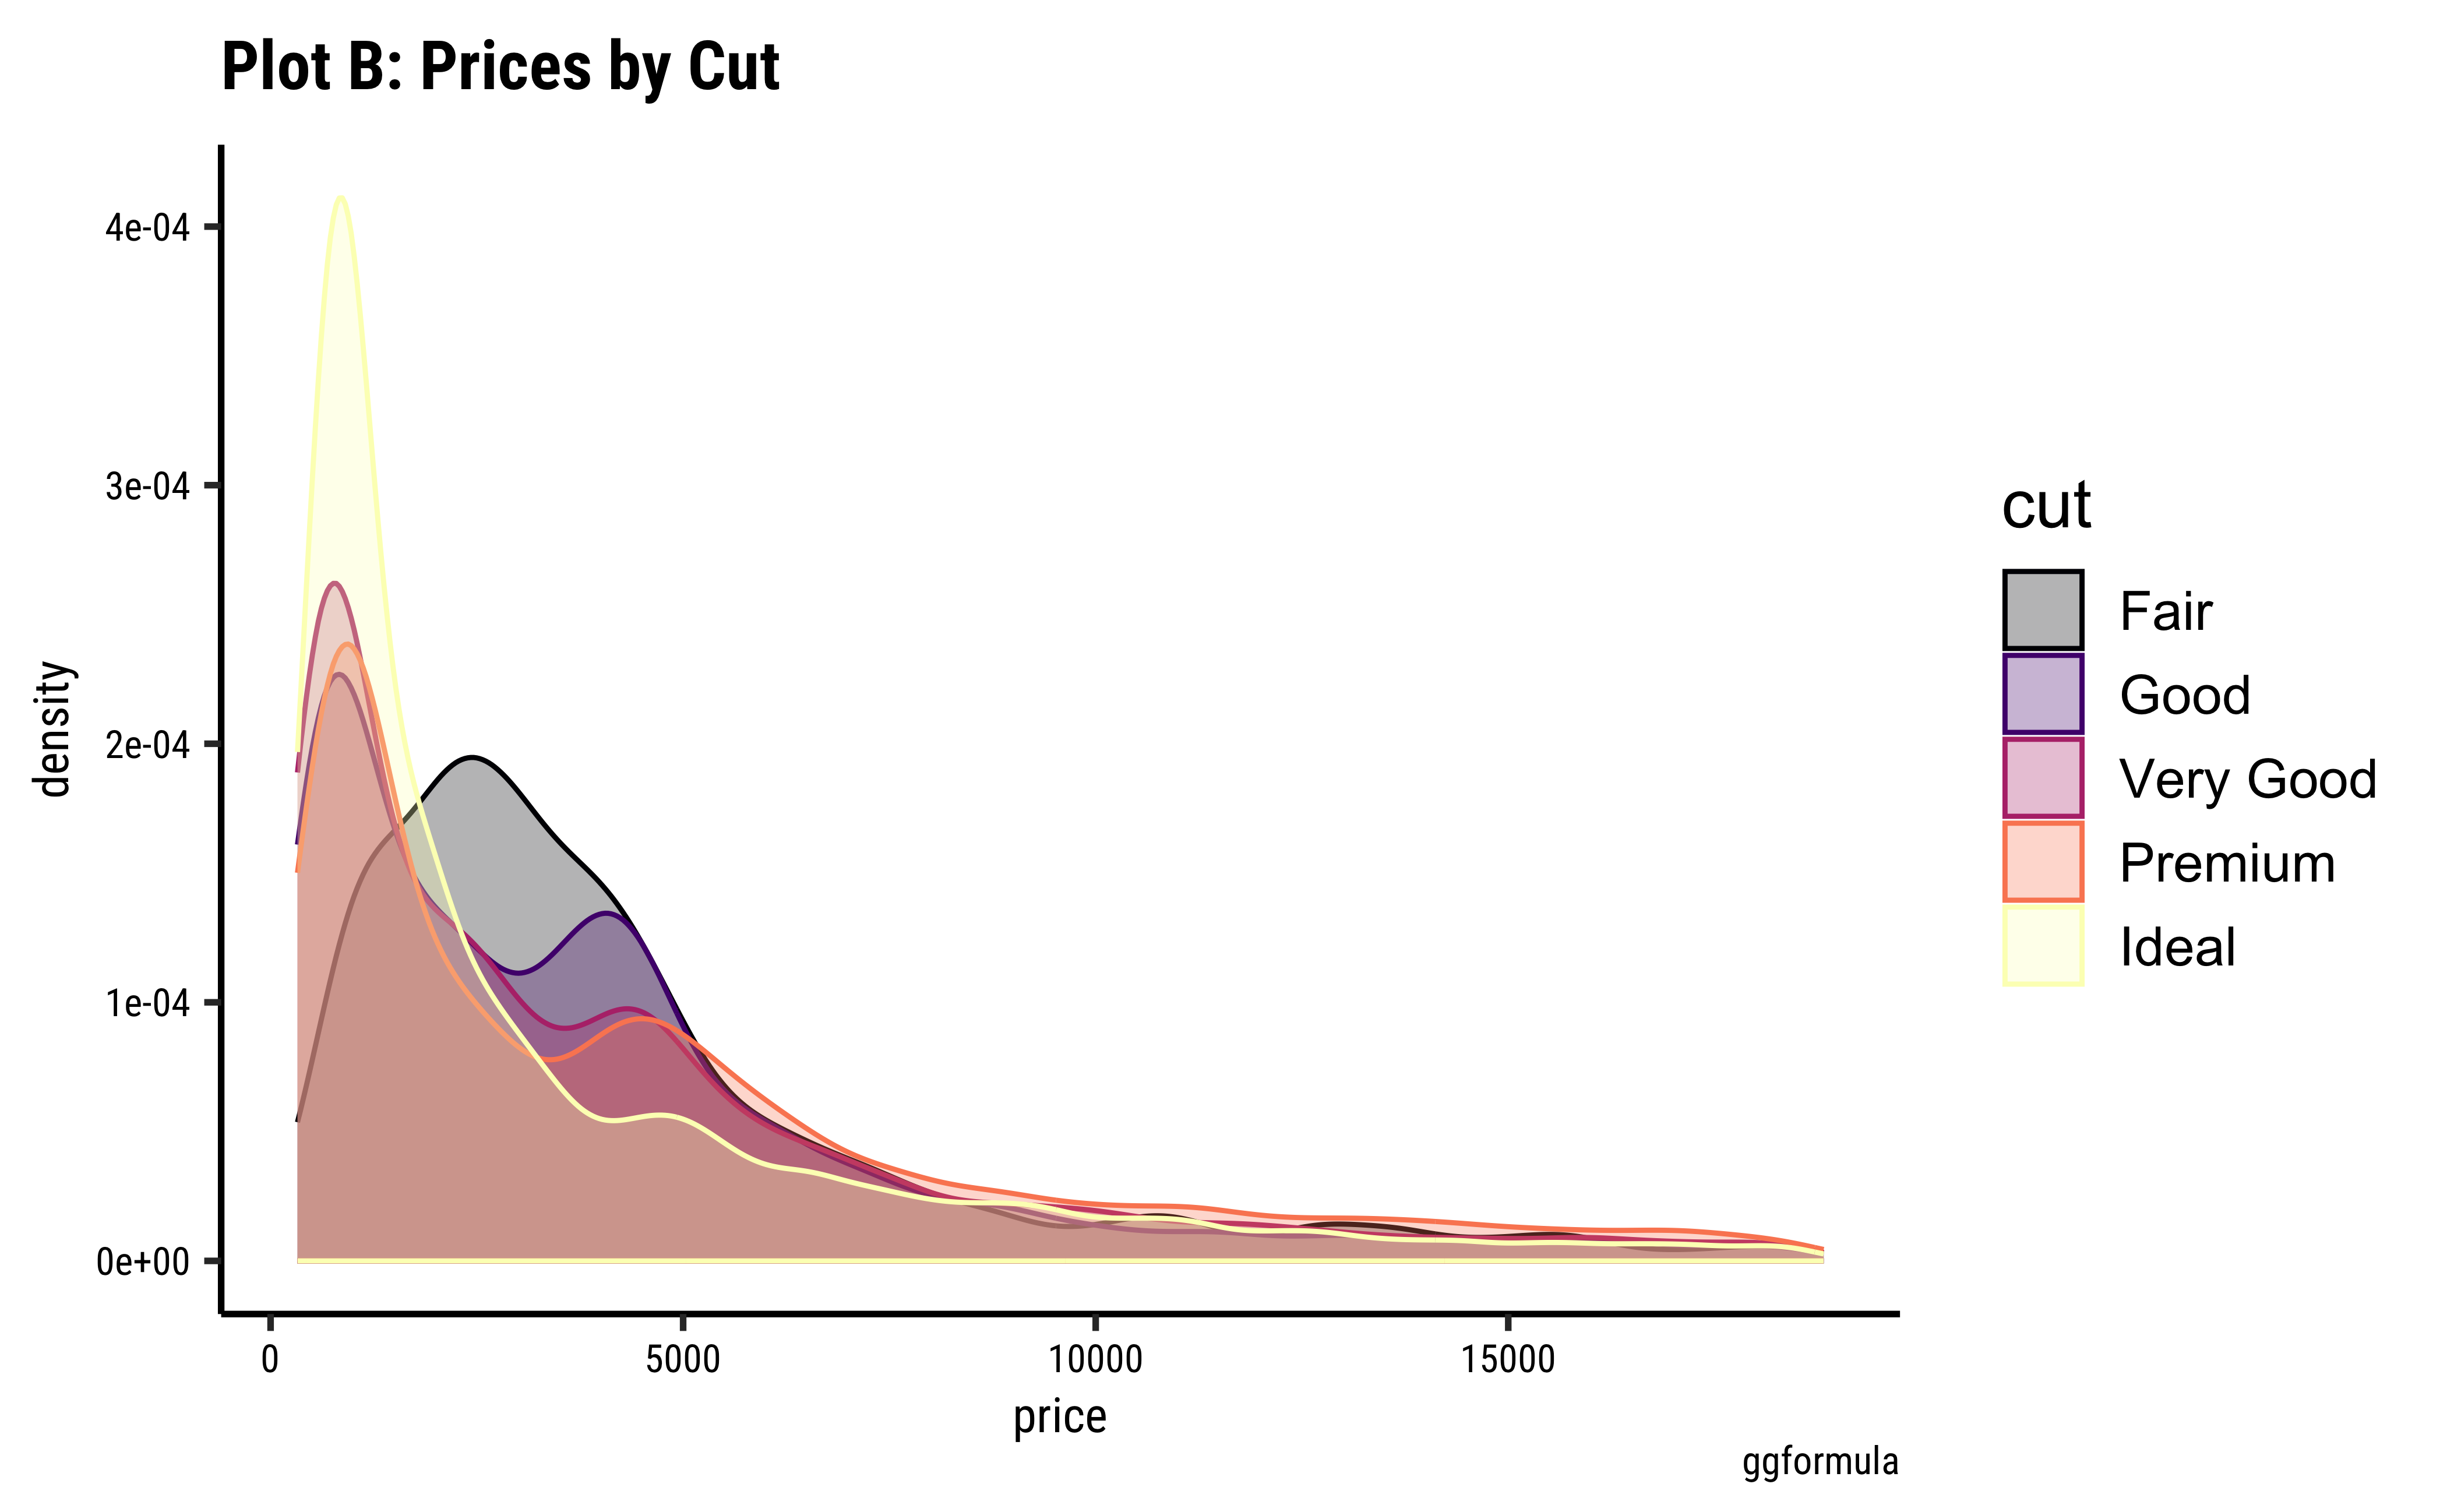 Plot B: Prices by Cut
density
4e-04
3e-04
2e-04
1e-04
0e+00
0 5000 10000 15000
price
cut
Fair
Good
Very Good
Premium
Ideal
ggformula